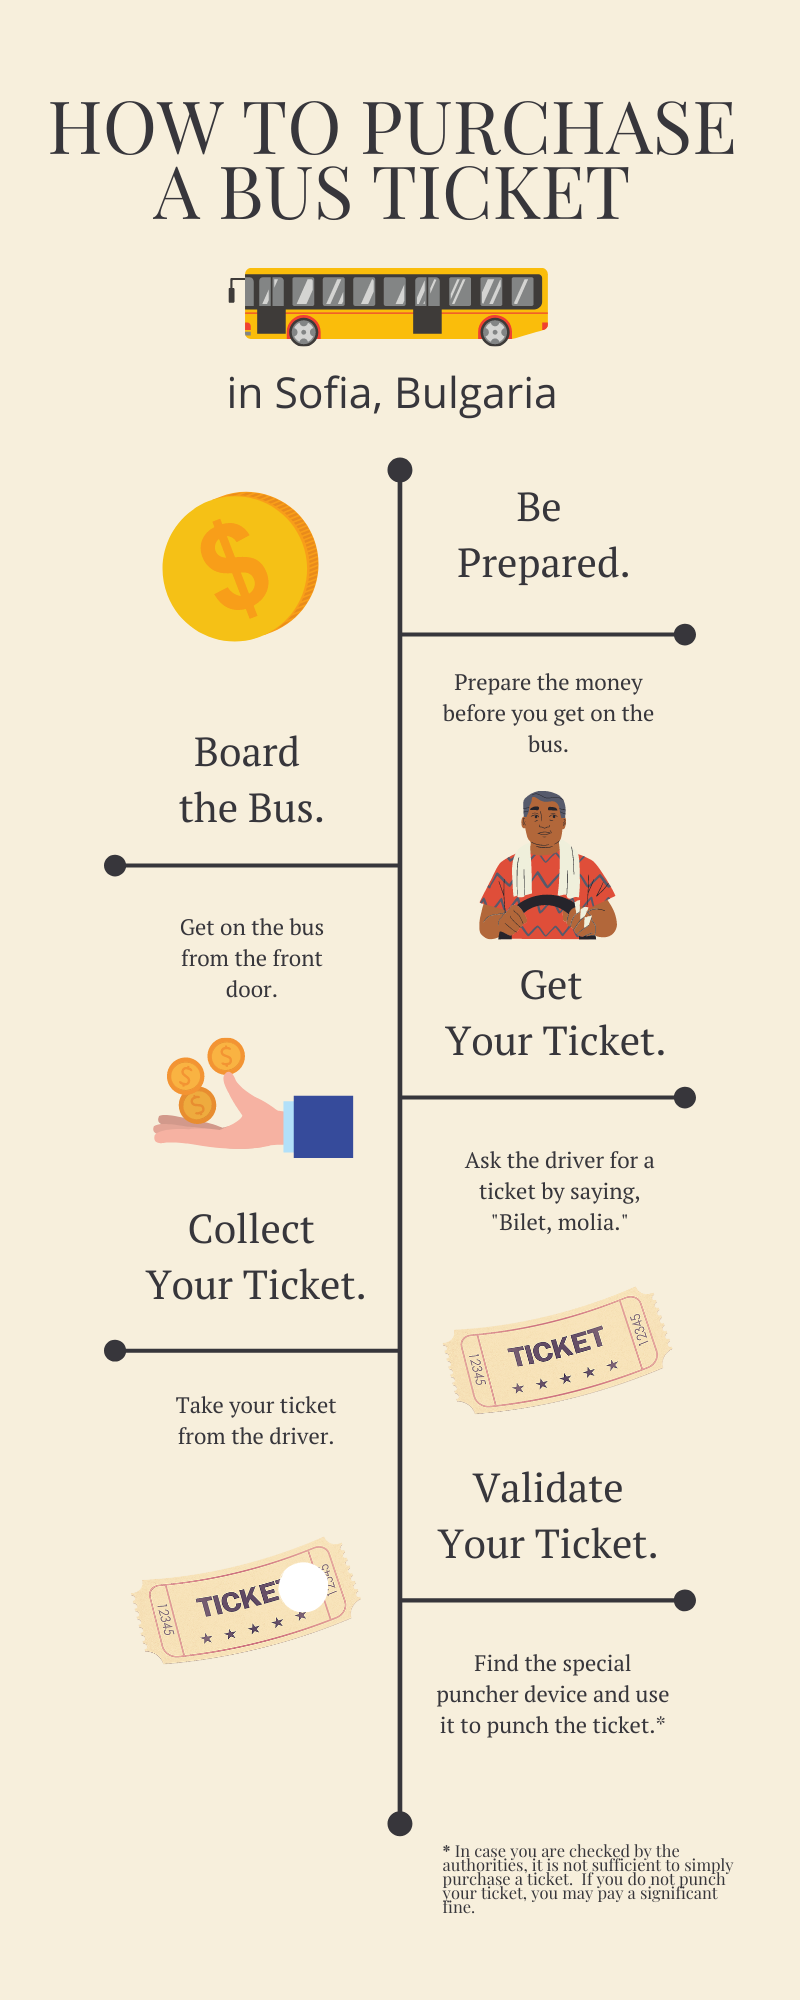 HOW TO PURCHASE
A BUS TICKET
in Sofia, Bulgaria
$
Be
Prepared.
Prepare the money
before you get on the
bus.
Board
the Bus.
Get on the bus
from the front
door.
Get
Your Ticket.
$
$
$
Ask the driver for a
ticket by saying,
"Bilet, molia."
Collect
Your Ticket.
12345
TICKET
12345
Take your ticket
from the driver.
Validate
Your Ticket.
12345
TICKE
Find the special
puncher device and use
it to punch the ticket.*
* In case you are checked by the
authorities, it is not sufficient to simply
purchase a ticket.  If you do not punch
your ticket, you may pay a significant
fine.